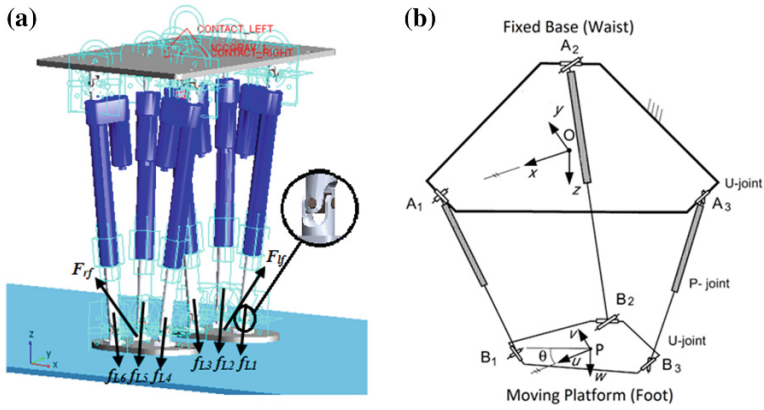 (a)
CONTACT_LEFT
CONTACT_RIGHT
Frf
Flf
fL6 fL5 fL4 fL3 fL2 fL1
z
y
x
(b)
Fixed Base (Waist)
A2
y
O
x
z
U-joint
A1
A3
P- joint
B2
v
P
U-joint
B1
θ
u
w
B3
Moving Platform (Foot)